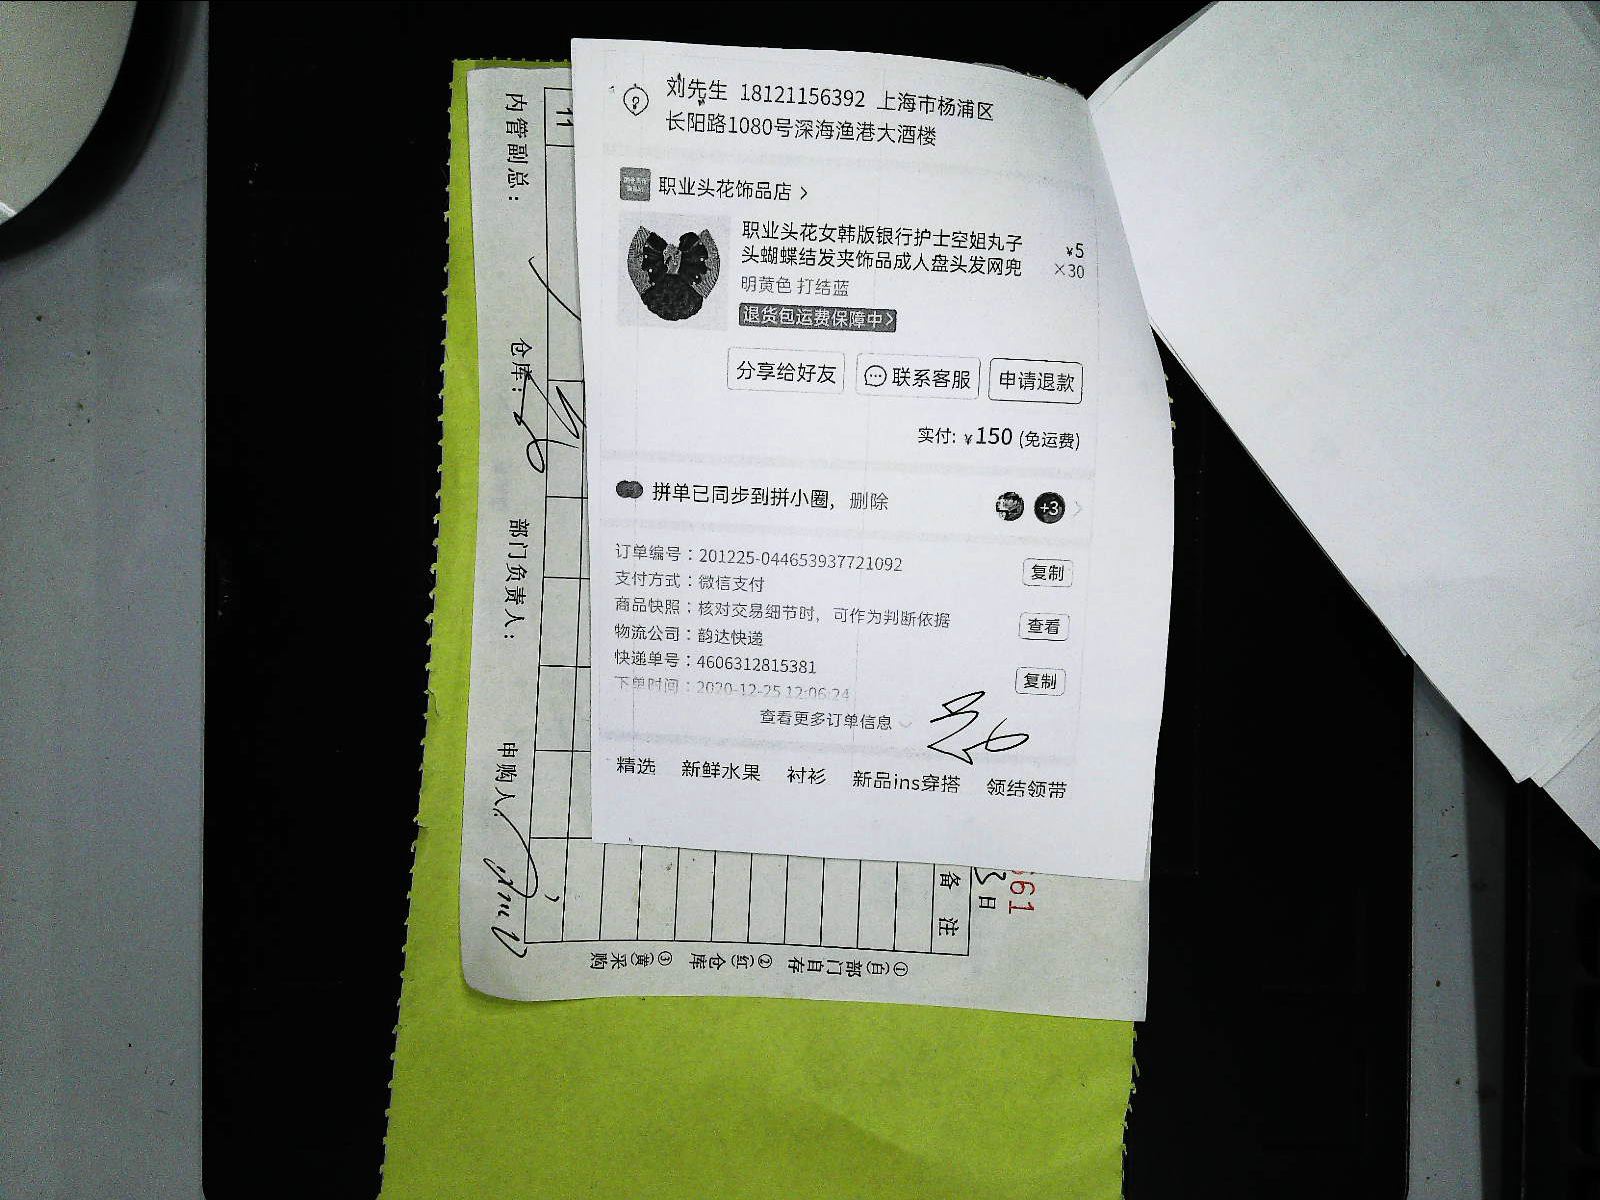 刘先生 18121156392 上海市杨浦区
长阳路1080号深海渔港大酒楼
职业头花饰品店 >
职业头花女韩版银行护士空姐丸子
头蝴蝶结发夹饰品成人盘头发网兜
¥5
×30
明黄色 打结蓝
退货包运费保障中>
分享给好友
联系客服
申请退款
实付: ¥150 (免运费)
拼单已同步到拼小圈，删除
+3
订单编号：201225-044653937721092
复制
支付方式：微信支付
商品快照：核对交易细节时，可作为判断依据
查看
物流公司：韵达快递
快递单号：4606312815381
复制
下单时间：2020-12-25 12:06:24
查看更多订单信息
精选 新鲜水果 衬衫 新品ins穿搭 领结领带
内管副总：
仓库：
部门负责人：
申购人：
11
备 注
日
661
①(白)部门自存 ②(红)仓库 ③(黄)采购